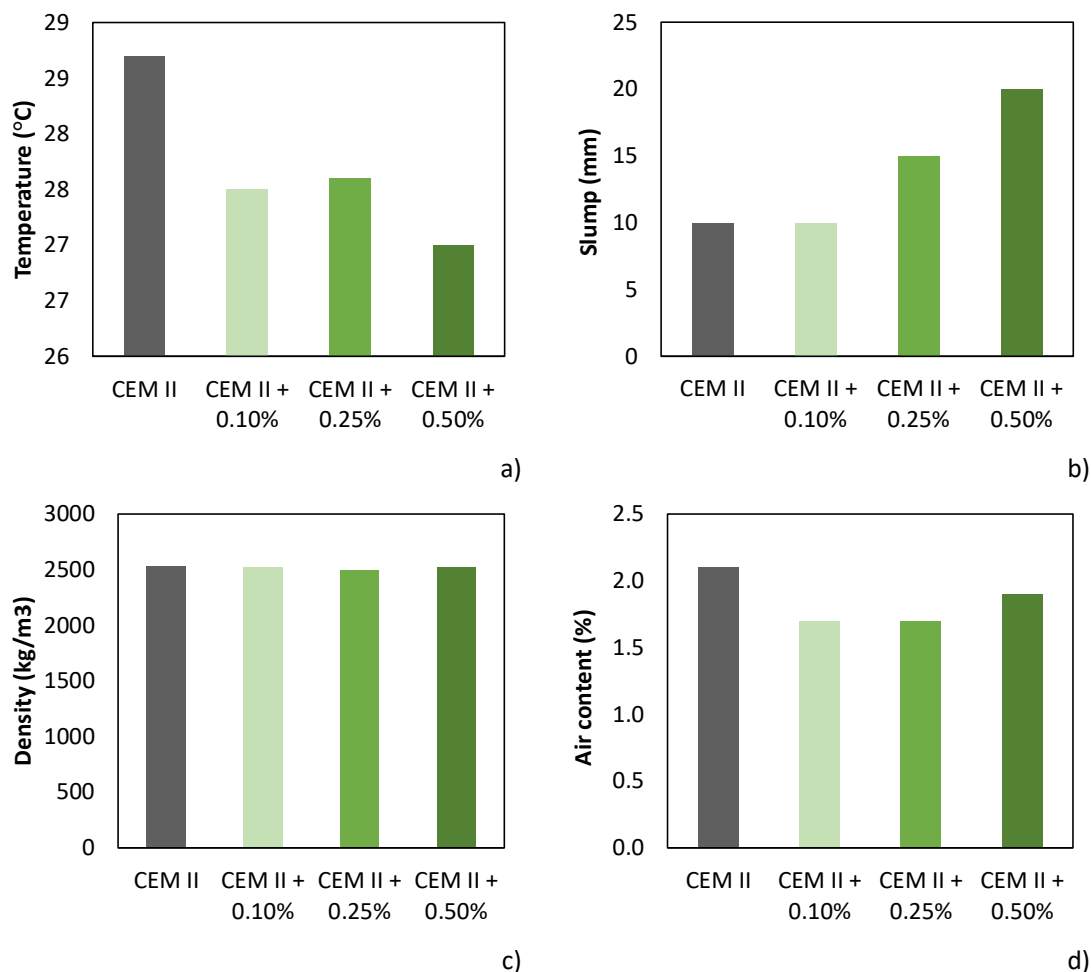 Temperature (°C)
29
29
28
28
27
27
26
CEM II
CEM II +
0.10%
CEM II +
0.25%
CEM II +
0.50%
a)
Slump (mm)
25
20
15
10
5
0
CEM II
CEM II +
0.10%
CEM II +
0.25%
CEM II +
0.50%
b)
Density (kg/m3)
3000
2500
2000
1500
1000
500
0
CEM II
CEM II +
0.10%
CEM II +
0.25%
CEM II +
0.50%
c)
Air content (%)
2.5
2.0
1.5
1.0
0.5
0.0
CEM II
CEM II +
0.10%
CEM II +
0.25%
CEM II +
0.50%
d)